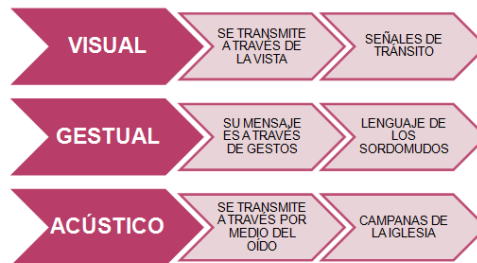 VISUAL
SE TRANSMITE
A TRAVÉS DE
LA VISTA
SEÑALES DE
TRÁNSITO
GESTUAL
SU MENSAJE
ES A TRAVÉS
DE GESTOS
LENGUAJE DE
LOS
SORDOMUDOS
ACÚSTICO
SE TRANSMITE
A TRAVÉS POR
MEDIO DEL
OÍDO
CAMPANAS DE
LA IGLESIA